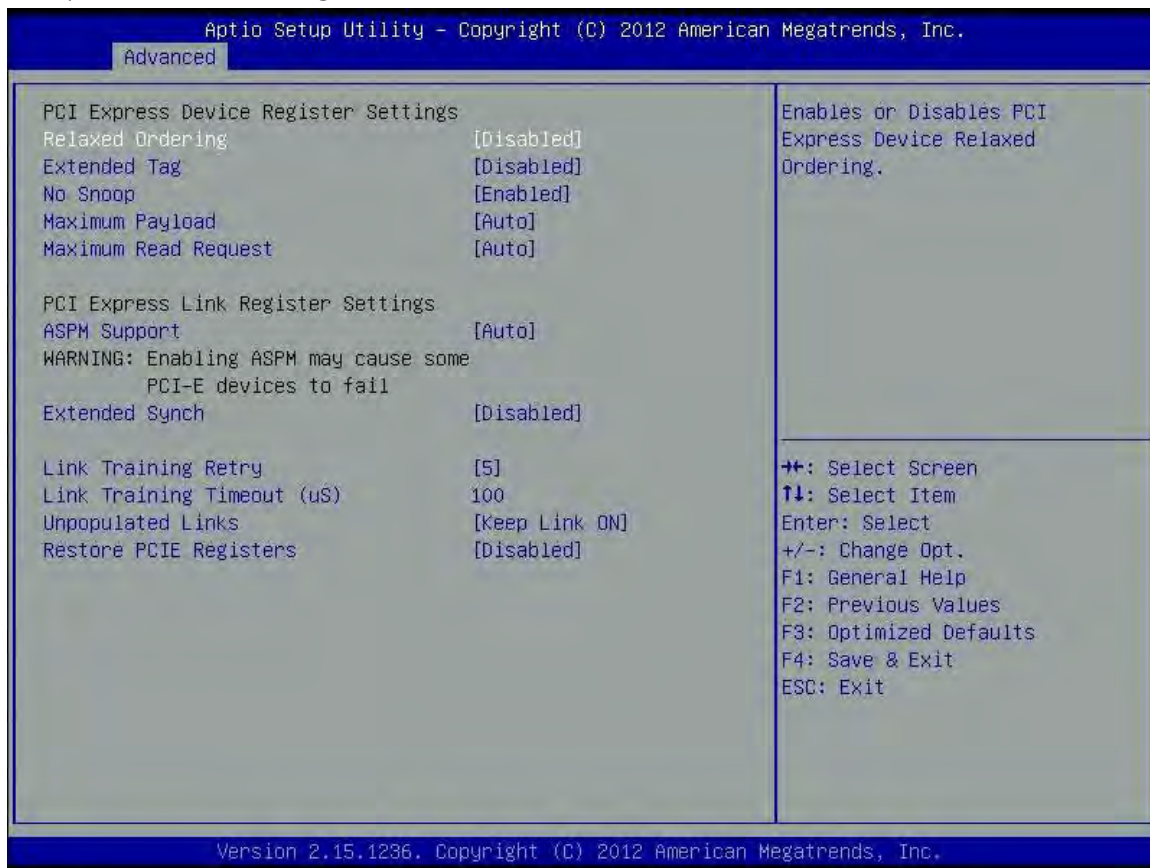 Aptio Setup Utility – Copyright (C) 2012 American Megatrends, Inc.
Advanced
PCI Express Device Register Settings
Relaxed Ordering [Disabled]
Extended Tag [Disabled]
No Snoop [Enabled]
Maximum Payload [Auto]
Maximum Read Request [Auto]
PCI Express Link Register Settings
ASPM Support [Auto]
WARNING: Enabling ASPM may cause some
PCI-E devices to fail
Extended Synch [Disabled]
Link Training Retry [5]
Link Training Timeout (uS) 100
Unpopulated Links [Keep Link ON]
Restore PCIE Registers [Disabled]
Enables or Disables PCI
Express Device Relaxed
Ordering.
→←: Select Screen
↑↓: Select Item
Enter: Select
+/-: Change Opt.
F1: General Help
F2: Previous Values
F3: Optimized Defaults
F4: Save & Exit
ESC: Exit
Version 2.15.1236. Copyright (C) 2012 American Megatrends, Inc.